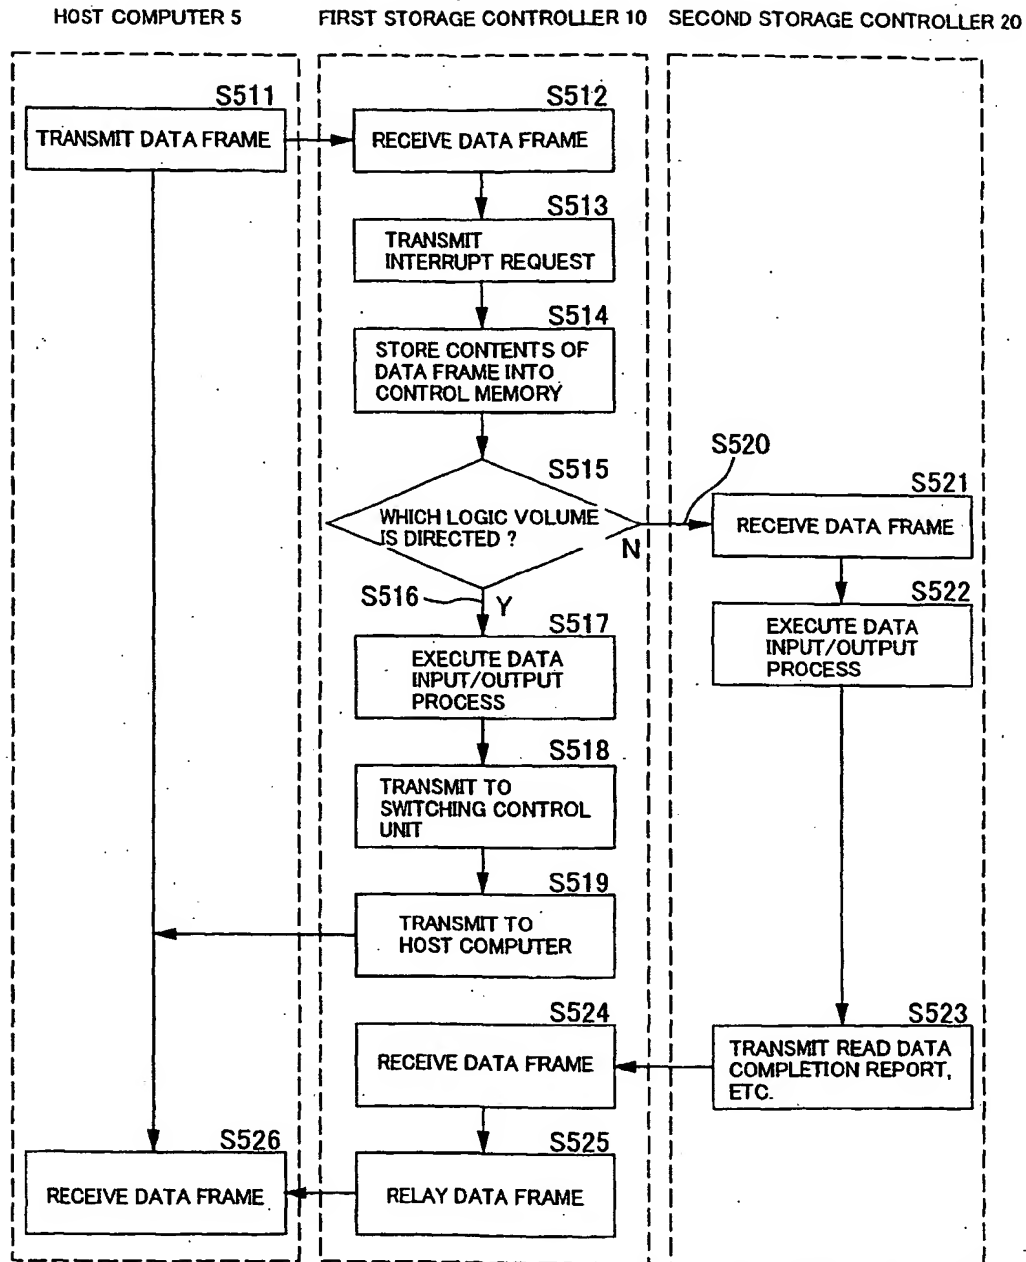 HOST COMPUTER 5
FIRST STORAGE CONTROLLER 10
SECOND STORAGE CONTROLLER 20
S511
TRANSMIT DATA FRAME
S512
RECEIVE DATA FRAME
S513
TRANSMIT
INTERRUPT REQUEST
S514
STORE CONTENTS OF
DATA FRAME INTO
CONTROL MEMORY
S515
WHICH LOGIC VOLUME
IS DIRECTED ?
N
S520
S521
RECEIVE DATA FRAME
S522
EXECUTE DATA
INPUT/OUTPUT
PROCESS
S516
Y
S517
EXECUTE DATA
INPUT/OUTPUT
PROCESS
S518
TRANSMIT TO
SWITCHING CONTROL
UNIT
S519
TRANSMIT TO
HOST COMPUTER
S523
TRANSMIT READ DATA
COMPLETION REPORT,
ETC.
S524
RECEIVE DATA FRAME
S525
RELAY DATA FRAME
S526
RECEIVE DATA FRAME